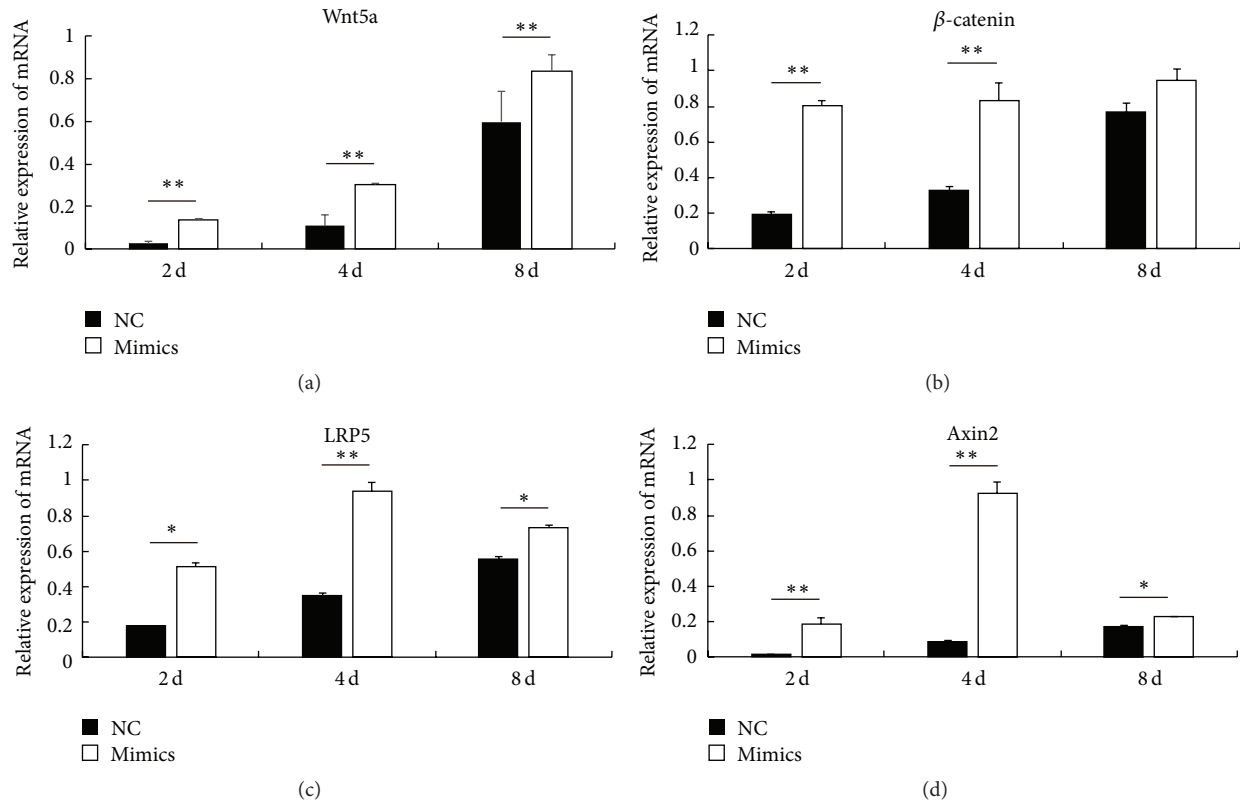 Wnt5a
Relative expression of mRNA
1
0.8
0.6
0.4
0.2
0
**
**
**
2 d
4 d
8 d
NC
Mimics
(a)
β-catenin
Relative expression of mRNA
1.2
1
0.8
0.6
0.4
0.2
0
**
**
2 d
4 d
8 d
NC
Mimics
(b)
LRP5
Relative expression of mRNA
1.2
1
0.8
0.6
0.4
0.2
0
*
**
*
2 d
4 d
8 d
NC
Mimics
(c)
Axin2
Relative expression of mRNA
1.2
1
0.8
0.6
0.4
0.2
0
**
**
*
2 d
4 d
8 d
NC
Mimics
(d)